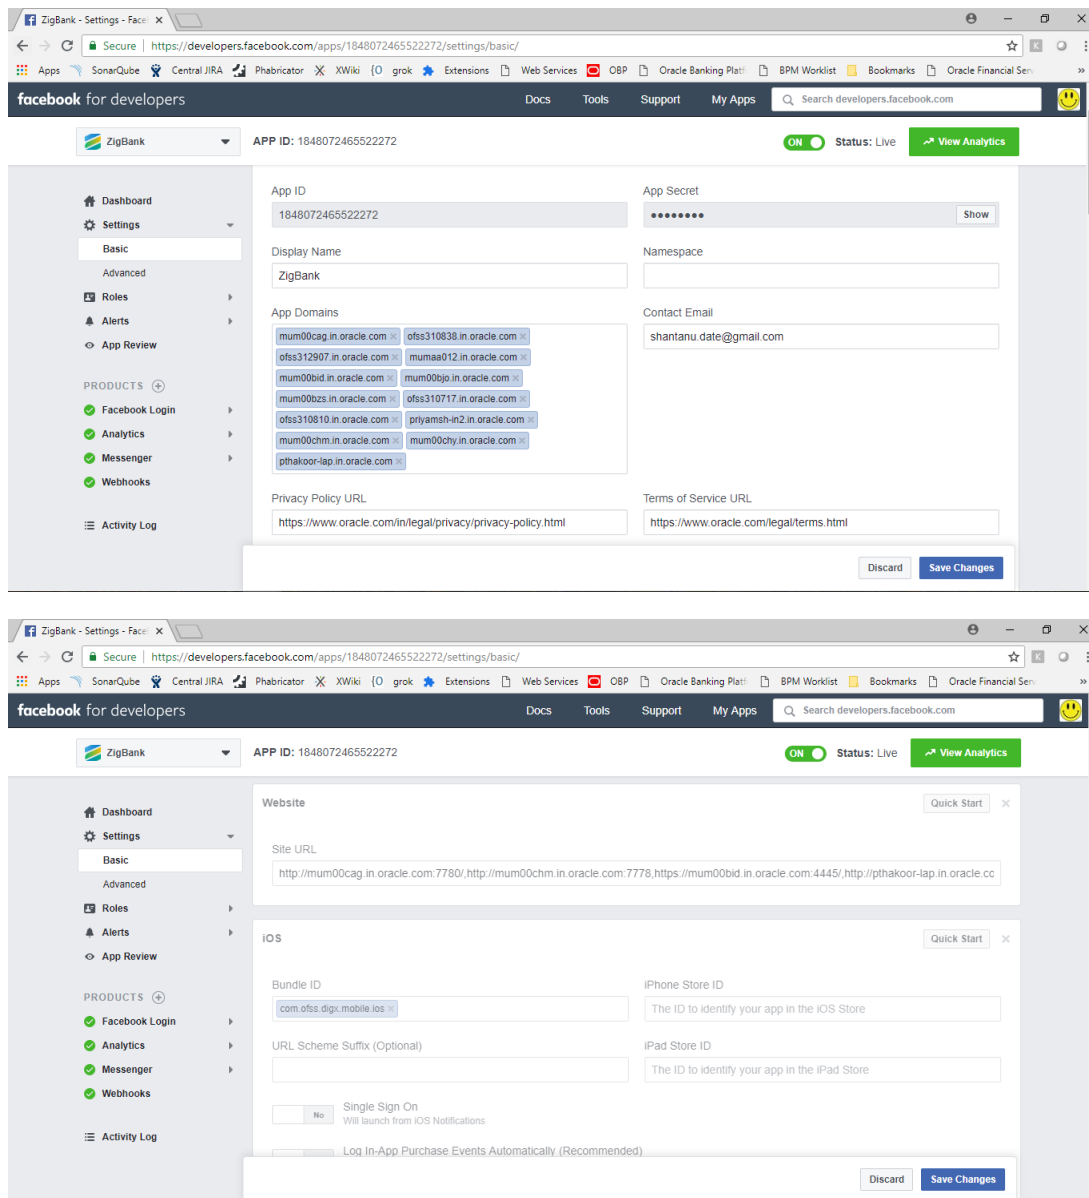 ZigBank - Settings - Face
Secure | https://developers.facebook.com/apps/1848072465522272/settings/basic/
Apps SonarQube Central JIRA Phabricator XWiki {O} grok Extensions Web Services OBP Oracle Banking Platf BPM Worklist Bookmarks Oracle Financial Serv »
facebook for developers Docs Tools Support My Apps Search developers.facebook.com
ZigBank APP ID: 1848072465522272 ON Status: Live View Analytics
Dashboard
Settings
Basic
Advanced
Roles
Alerts
App Review
PRODUCTS
Facebook Login
Analytics
Messenger
Webhooks
Activity Log
App ID
1848072465522272
App Secret
●●●●●●●● Show
Display Name
ZigBank
Namespace
App Domains
mum00cag.in.oracle.com × ofss310838.in.oracle.com ×
ofss312907.in.oracle.com × mumaa012.in.oracle.com ×
mum00bid.in.oracle.com × mum00bjo.in.oracle.com ×
mum00bzs.in.oracle.com × ofss310717.in.oracle.com ×
ofss310810.in.oracle.com × priyamsh-in2.in.oracle.com ×
mum00chm.in.oracle.com × mum00chy.in.oracle.com ×
pthakoor-lap.in.oracle.com ×
Contact Email
shantanu.date@gmail.com
Privacy Policy URL
https://www.oracle.com/in/legal/privacy/privacy-policy.html
Terms of Service URL
https://www.oracle.com/legal/terms.html
Discard Save Changes
ZigBank - Settings - Face
Secure | https://developers.facebook.com/apps/1848072465522272/settings/basic/
Apps SonarQube Central JIRA Phabricator XWiki {O} grok Extensions Web Services OBP Oracle Banking Platf BPM Worklist Bookmarks Oracle Financial Serv »
facebook for developers Docs Tools Support My Apps Search developers.facebook.com
ZigBank APP ID: 1848072465522272 ON Status: Live View Analytics
Dashboard
Settings
Basic
Advanced
Roles
Alerts
App Review
PRODUCTS
Facebook Login
Analytics
Messenger
Webhooks
Activity Log
Website Quick Start ×
Site URL
http://mum00cag.in.oracle.com:7780/,http://mum00chm.in.oracle.com:7778,https://mum00bid.in.oracle.com:4445/,http://pthakoor-lap.in.oracle.cc
iOS Quick Start ×
Bundle ID
com.ofss.digx.mobile.ios ×
iPhone Store ID
The ID to identify your app in the iOS Store
URL Scheme Suffix (Optional)
iPad Store ID
The ID to identify your app in the iPad Store
No Single Sign On
Will launch from iOS Notifications
Log In-App Purchase Events Automatically (Recommended)
Discard Save Changes